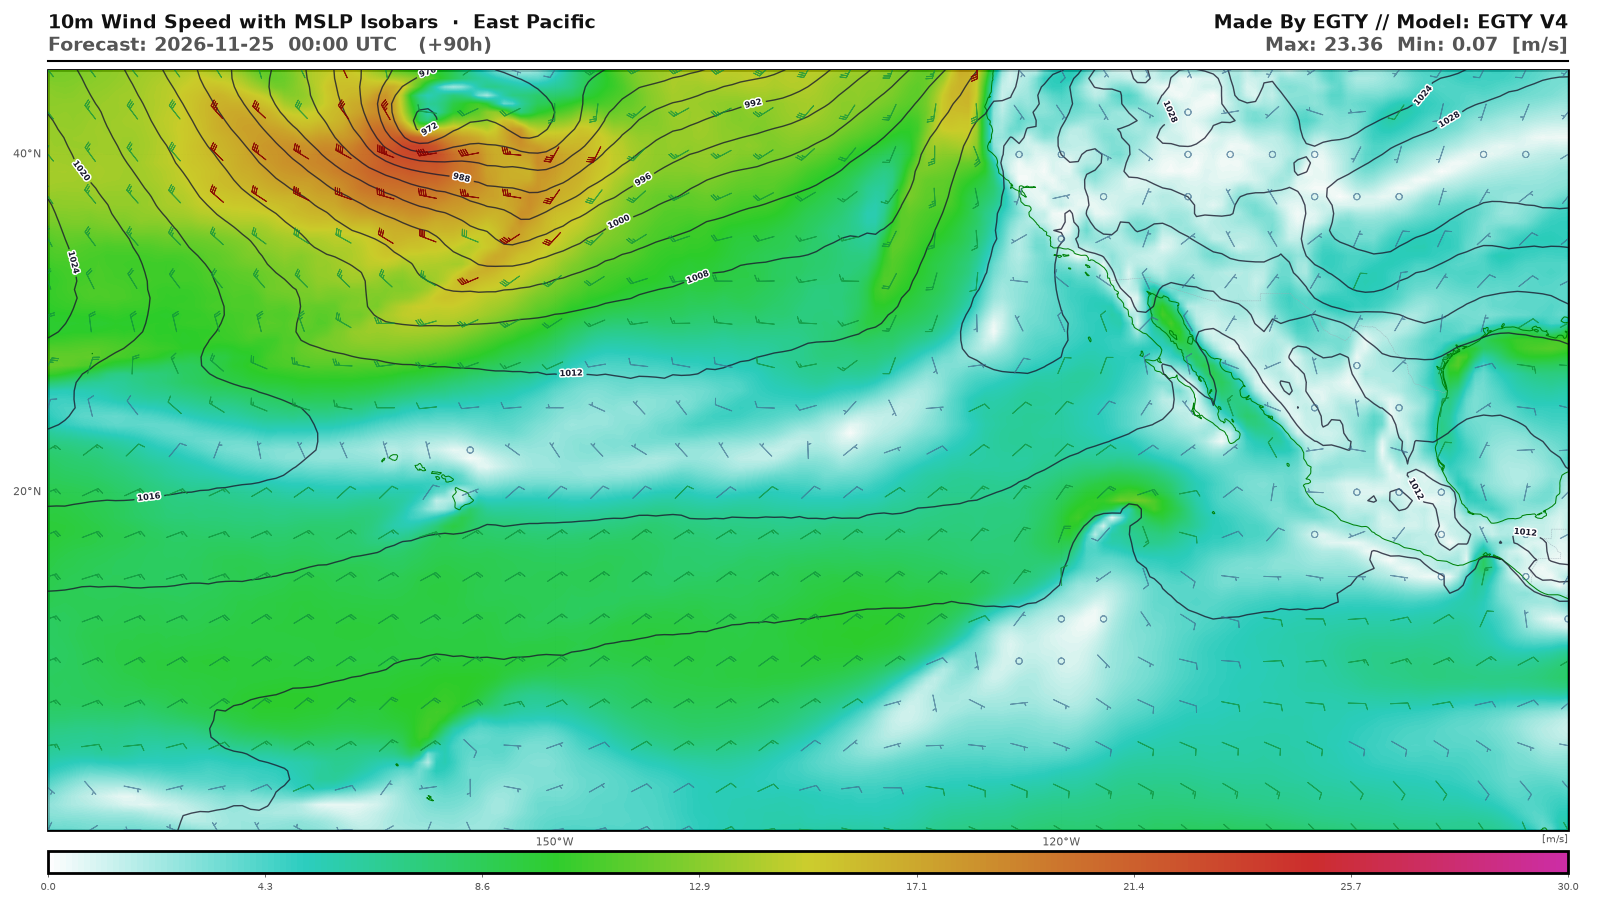 10m Wind Speed with MSLP Isobars · East Pacific
Made By EGTY // Model: EGTY V4
Forecast: 2026-11-25 00:00 UTC (+90h)
Max: 23.36 Min: 0.07 [m/s]
992
1024
1028
1028
972
40°N
1020
988
996
1000
1024
1008
1012
20°N
1016
1012
1012
150°W
120°W
[m/s]
0.0
4.3
8.6
12.9
17.1
21.4
25.7
30.0